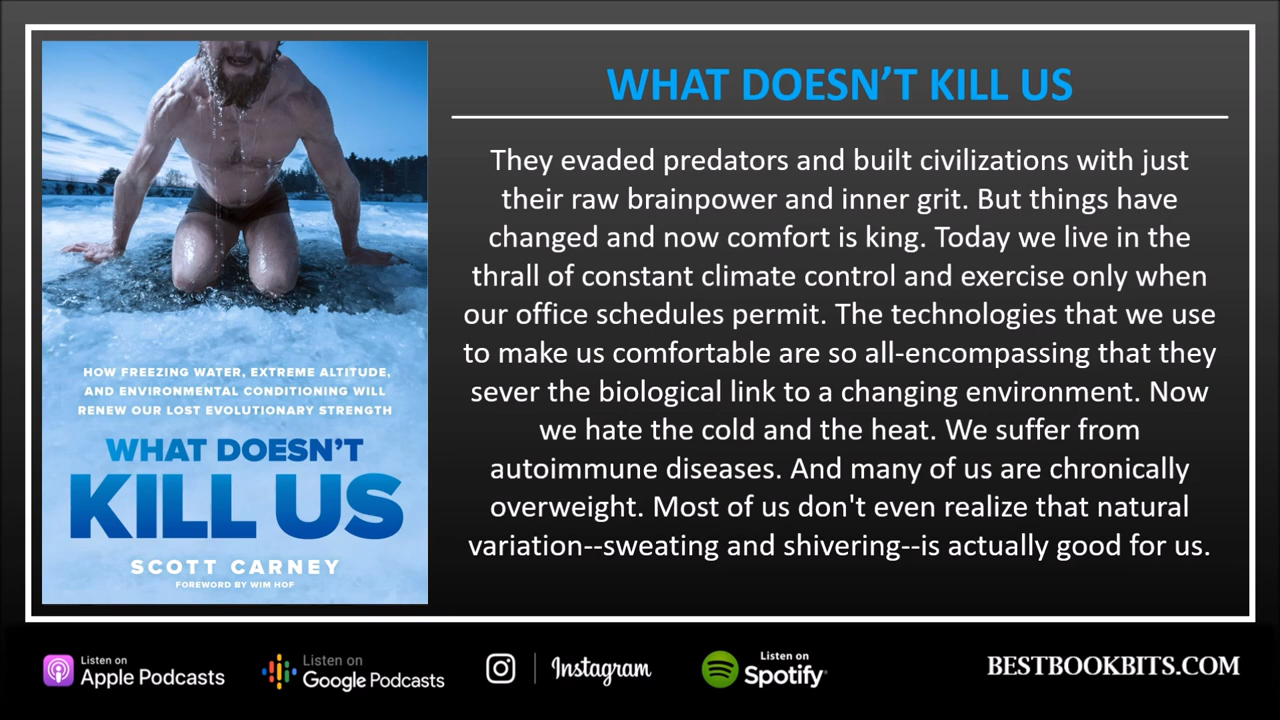 WHAT DOESN’T KILL US
They evaded predators and built civilizations with just
their raw brainpower and inner grit. But things have
changed and now comfort is king. Today we live in the
thrall of constant climate control and exercise only when
our office schedules permit. The technologies that we use
to make us comfortable are so all-encompassing that they
sever the biological link to a changing environment. Now
we hate the cold and the heat. We suffer from
autoimmune diseases. And many of us are chronically
overweight. Most of us don't even realize that natural
variation--sweating and shivering--is actually good for us.
HOW FREEZING WATER, EXTREME ALTITUDE,
AND ENVIRONMENTAL CONDITIONING WILL
RENEW OUR LOST EVOLUTIONARY STRENGTH
WHAT DOESN’T
KILL US
SCOTT CARNEY
FOREWORD BY WIM HOF
Listen on
Apple Podcasts
Listen on
Google Podcasts
Instagram
Listen on
Spotify
BESTBOOKBITS.COM